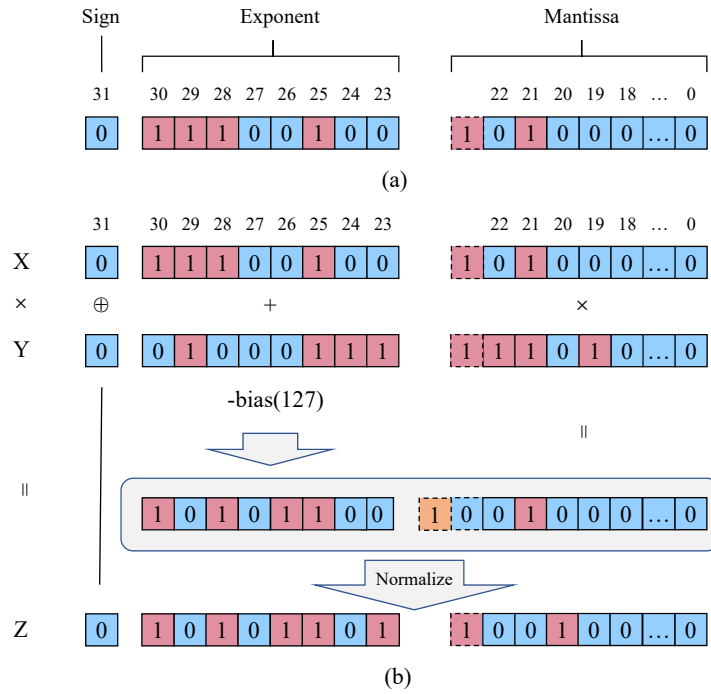 Sign Exponent Mantissa
31 30 29 28 27 26 25 24 23 22 21 20 19 18 … 0
0 1 1 1 0 0 1 0 0 1 0 1 0 0 0 … 0
(a)
31 30 29 28 27 26 25 24 23 22 21 20 19 18 … 0
X 0 1 1 1 0 0 1 0 0 1 0 1 0 0 0 … 0
× ⊕ + ×
Y 0 0 1 0 0 0 1 1 1 1 1 1 0 1 0 … 0
-bias(127)
= =
1 0 1 0 1 1 0 0 1 0 0 1 0 0 0 … 0
Normalize
Z 0 1 0 1 0 1 1 0 1 1 0 0 1 0 0 … 0
(b)